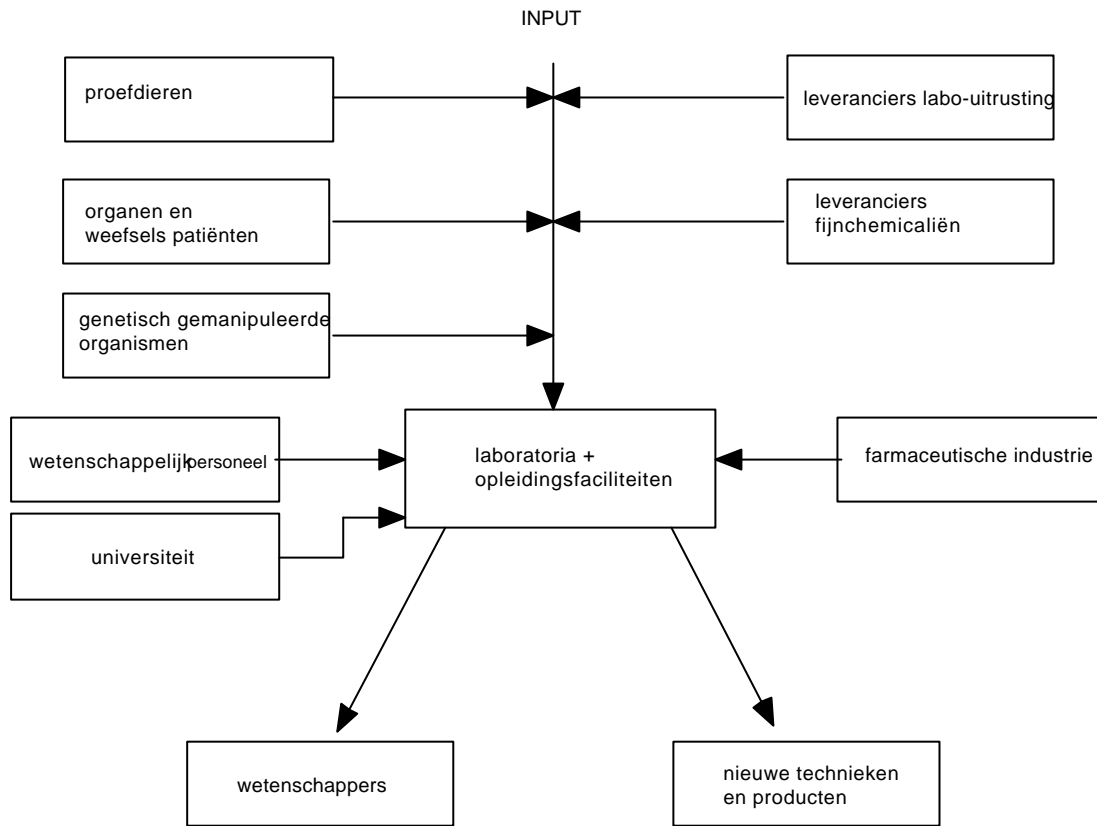 INPUT
proefdieren
leveranciers labo-uitrusting
organen en
weefsels patiënten
leveranciers
fijnchemicaliën
genetisch gemanipuleerde
organismen
wetenschappelijk personeel
laboratoria +
opleidingsfaciliteiten
farmaceutische industrie
universiteit
wetenschappers
nieuwe technieken
en producten